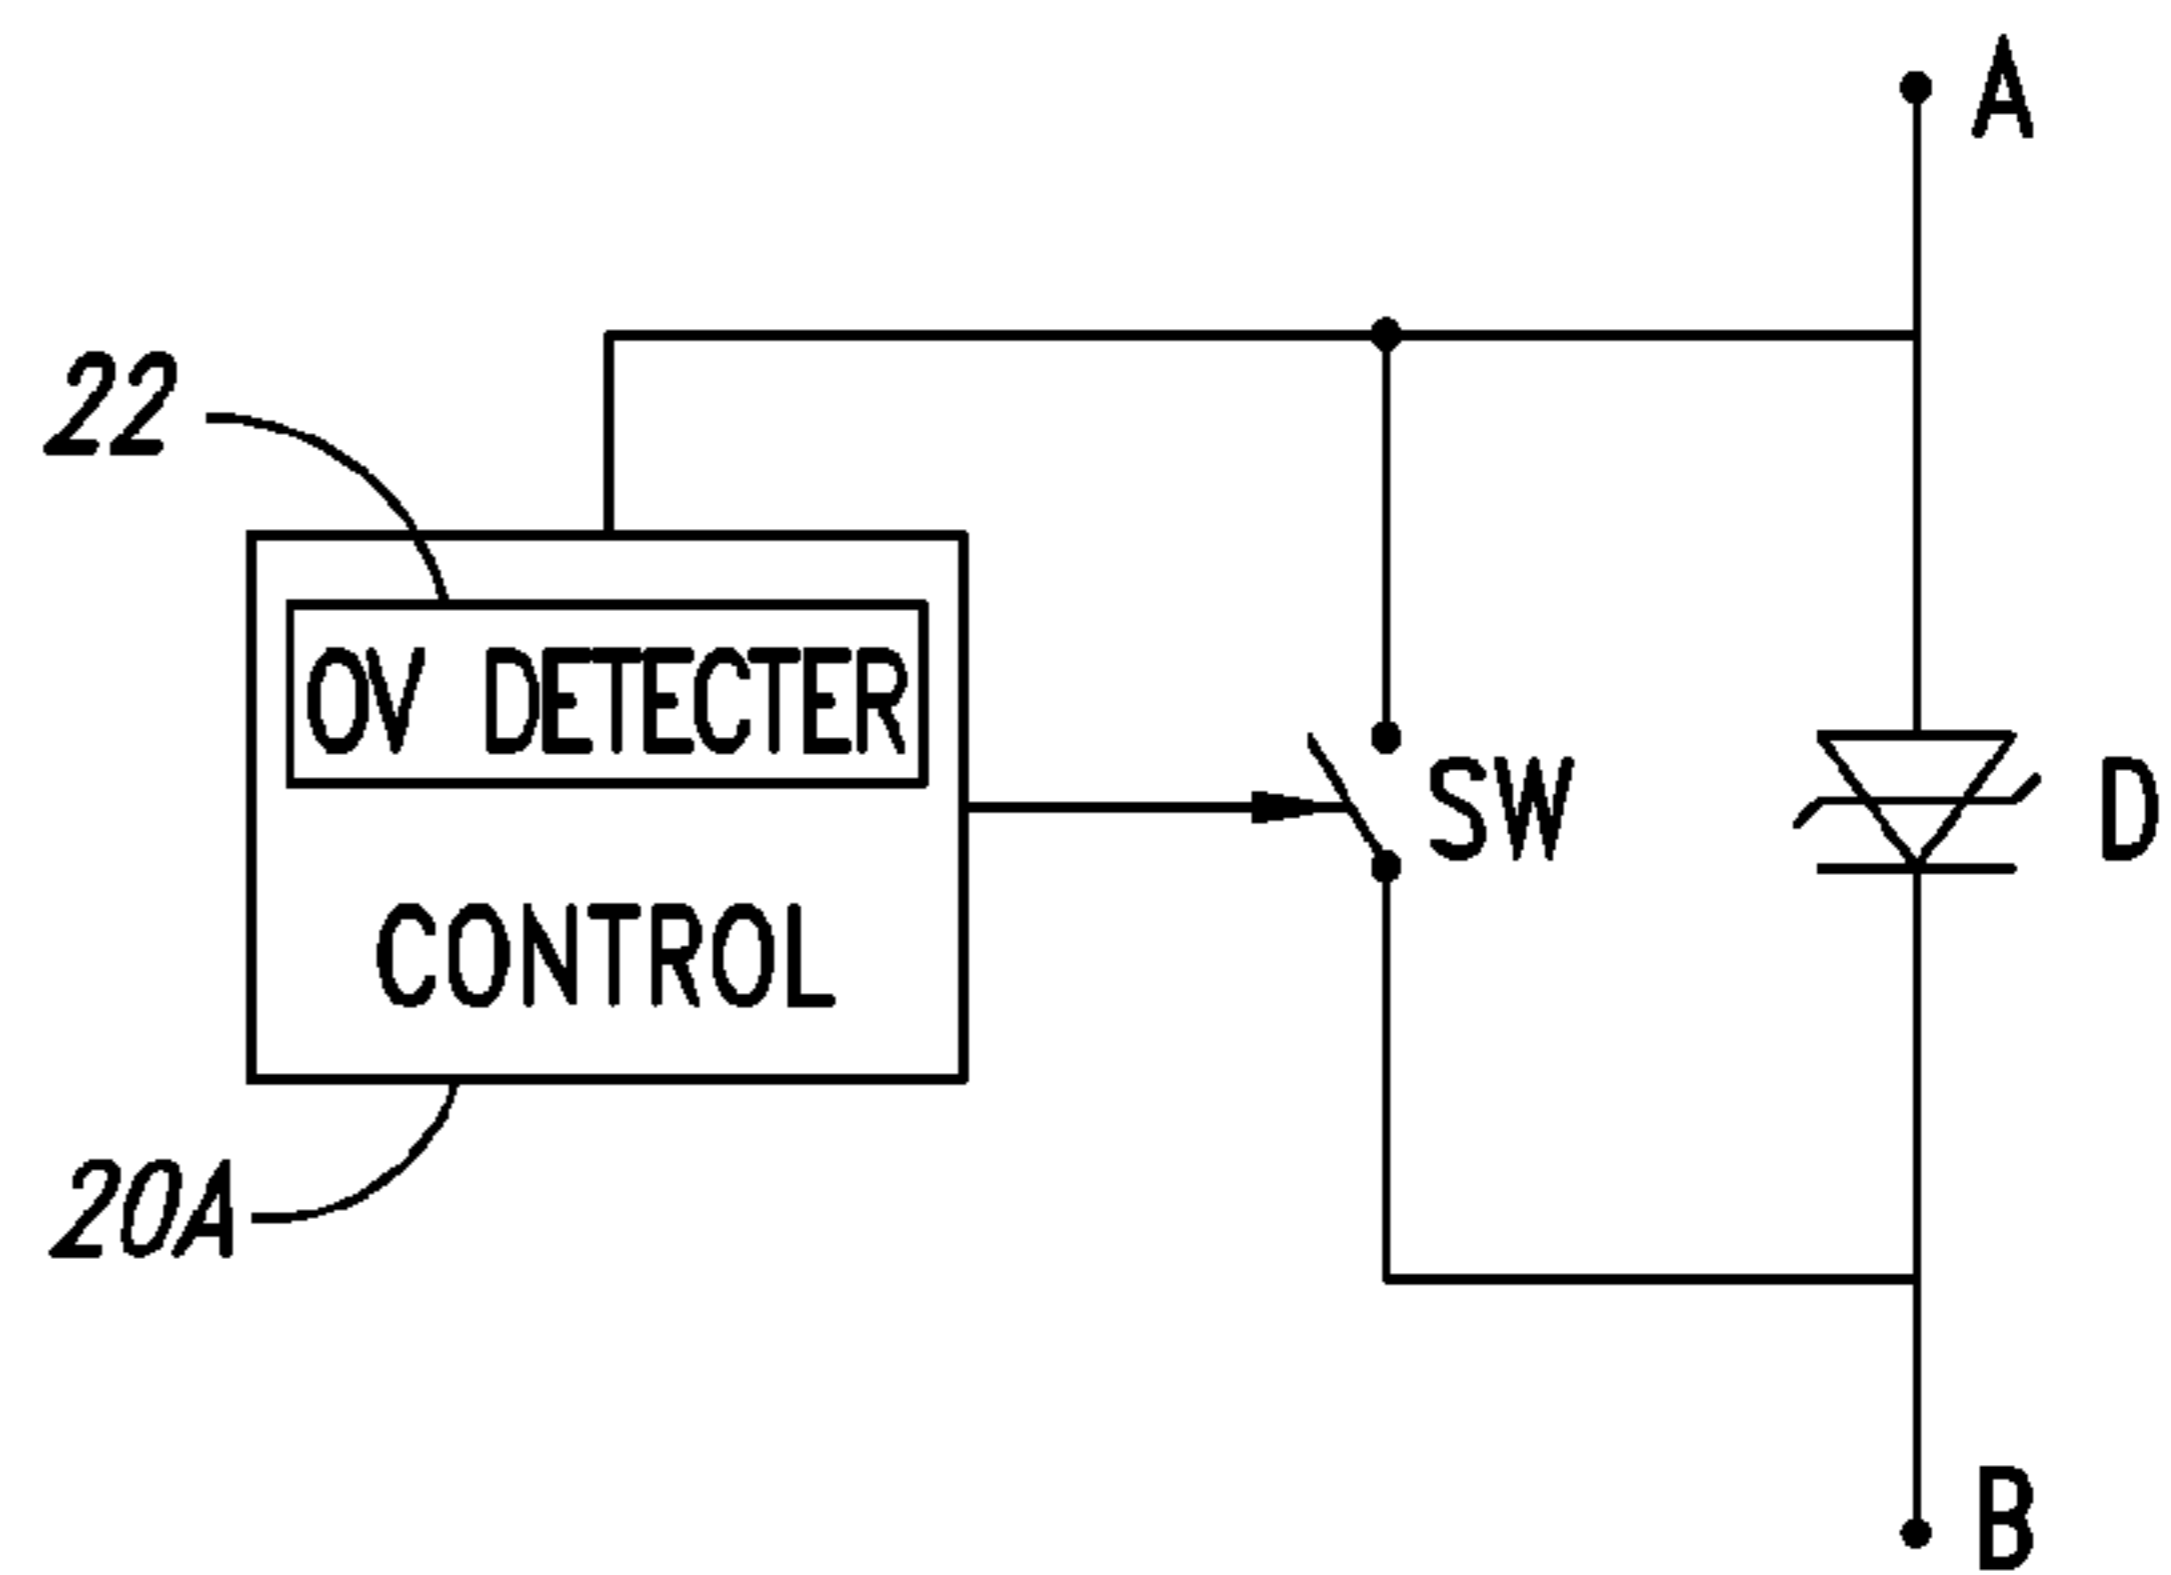 A
22
OV DETECTER
SW
D
CONTROL
20A
B